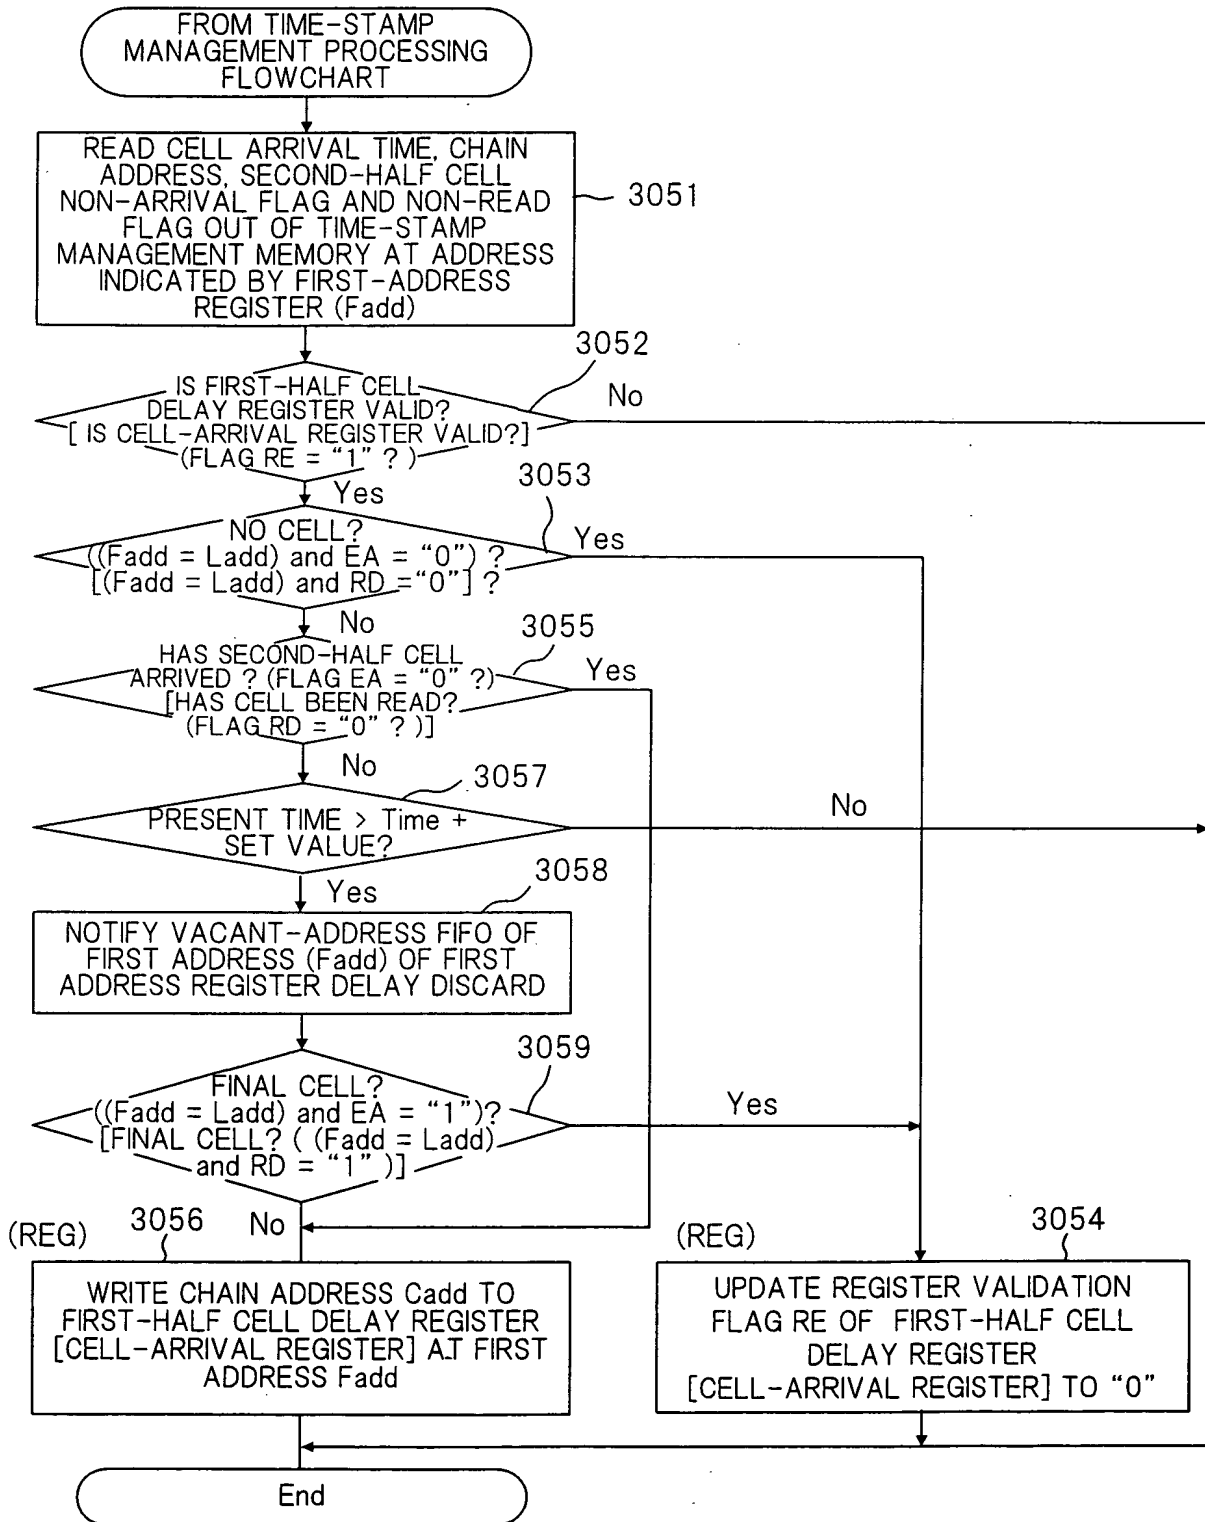 FROM TIME-STAMP
MANAGEMENT PROCESSING
FLOWCHART
READ CELL ARRIVAL TIME, CHAIN
ADDRESS, SECOND-HALF CELL
NON-ARRIVAL FLAG AND NON-READ
FLAG OUT OF TIME-STAMP
MANAGEMENT MEMORY AT ADDRESS
INDICATED BY FIRST-ADDRESS
REGISTER (Fadd)
3051
3052
IS FIRST-HALF CELL
DELAY REGISTER VALID?
[ IS CELL-ARRIVAL REGISTER VALID?]
(FLAG RE = “1” ? )
No
Yes
3053
NO CELL?
((Fadd = Ladd) and EA = “0”) ?
[(Fadd = Ladd) and RD =“0”] ?
Yes
No
3055
HAS SECOND-HALF CELL
ARRIVED ? (FLAG EA = “0” ?)
[HAS CELL BEEN READ?
(FLAG RD = “0” ? )]
Yes
No
3057
PRESENT TIME > Time +
SET VALUE?
No
Yes
3058
NOTIFY VACANT-ADDRESS FIFO OF
FIRST ADDRESS (Fadd) OF FIRST
ADDRESS REGISTER DELAY DISCARD
3059
FINAL CELL?
((Fadd = Ladd) and EA = “1”)?
[FINAL CELL? ( (Fadd = Ladd)
and RD = “1” )]
Yes
No
(REG)
3056
WRITE CHAIN ADDRESS Cadd TO
FIRST-HALF CELL DELAY REGISTER
[CELL-ARRIVAL REGISTER] AT FIRST
ADDRESS Fadd
(REG)
3054
UPDATE REGISTER VALIDATION
FLAG RE OF FIRST-HALF CELL
DELAY REGISTER
[CELL-ARRIVAL REGISTER] TO “0”
End